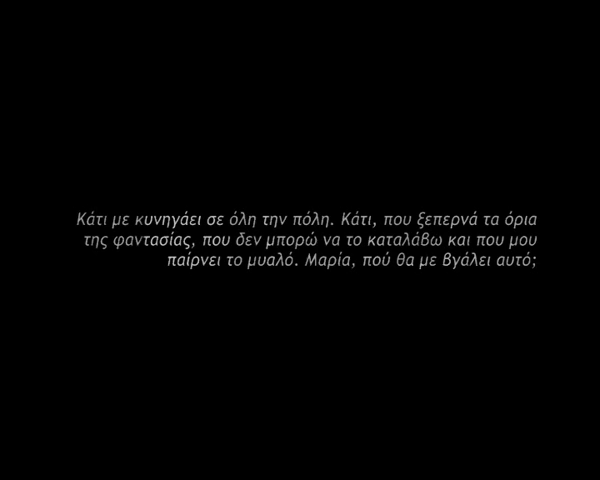 Κάτι με κυνηγάει σε όλη την πόλη. Κάτι, που ξεπερνά τα όρια
της φαντασίας, που δεν μπορώ να το καταλάβω και που μου
παίρνει το μυαλό. Μαρία, πού θα με βγάλει αυτό;